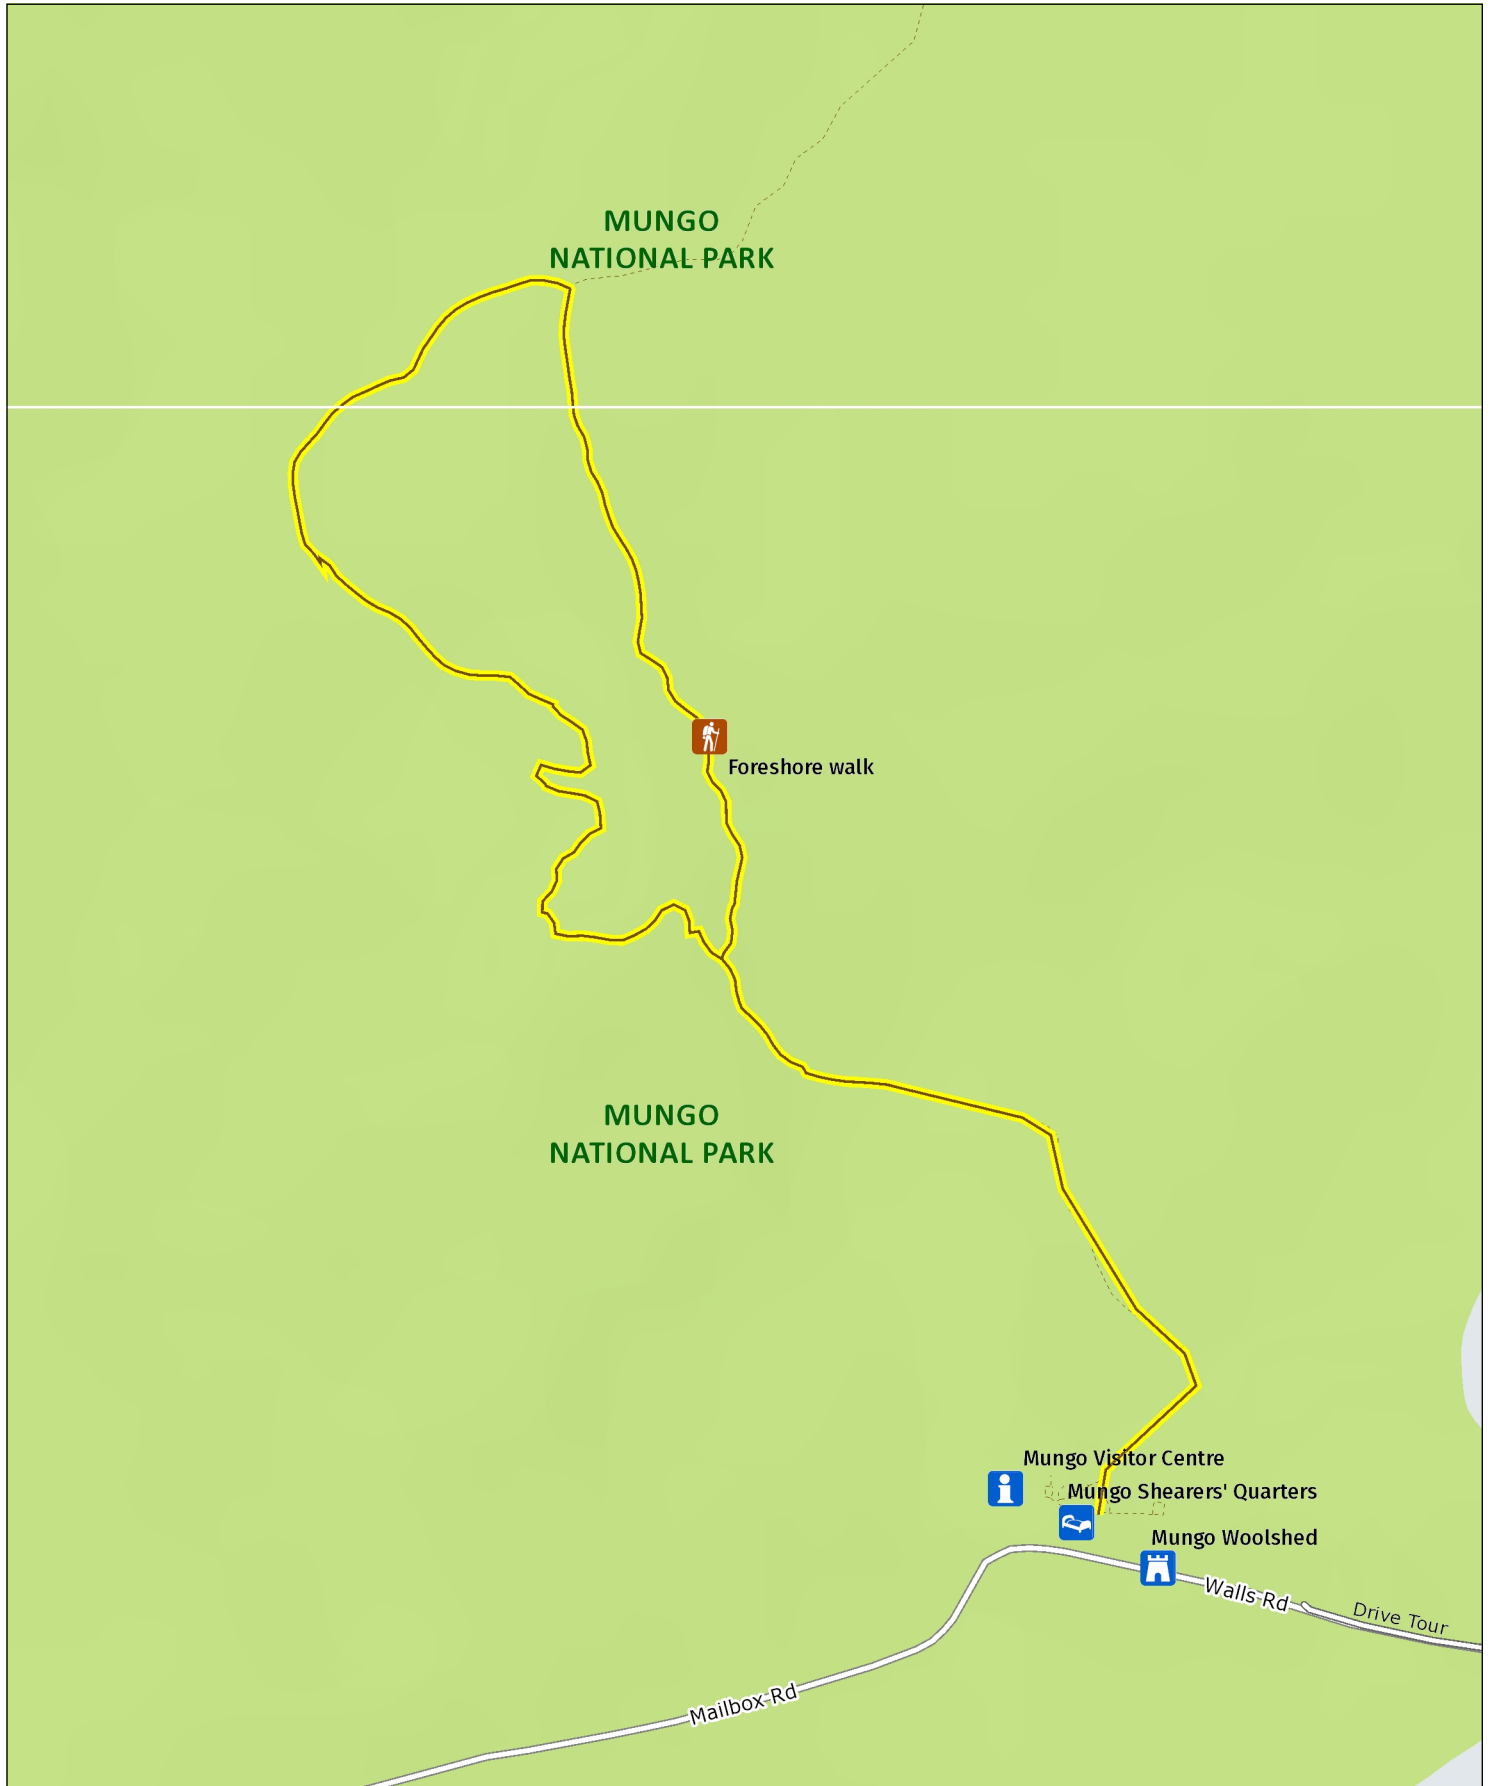 MUNGO
NATIONAL PARK
Foreshore walk
MUNGO
NATIONAL PARK
Mungo Visitor Centre
Mungo Shearers' Quarters
Mungo Woolshed
Walls Rd
Drive Tour
Mailbox Rd